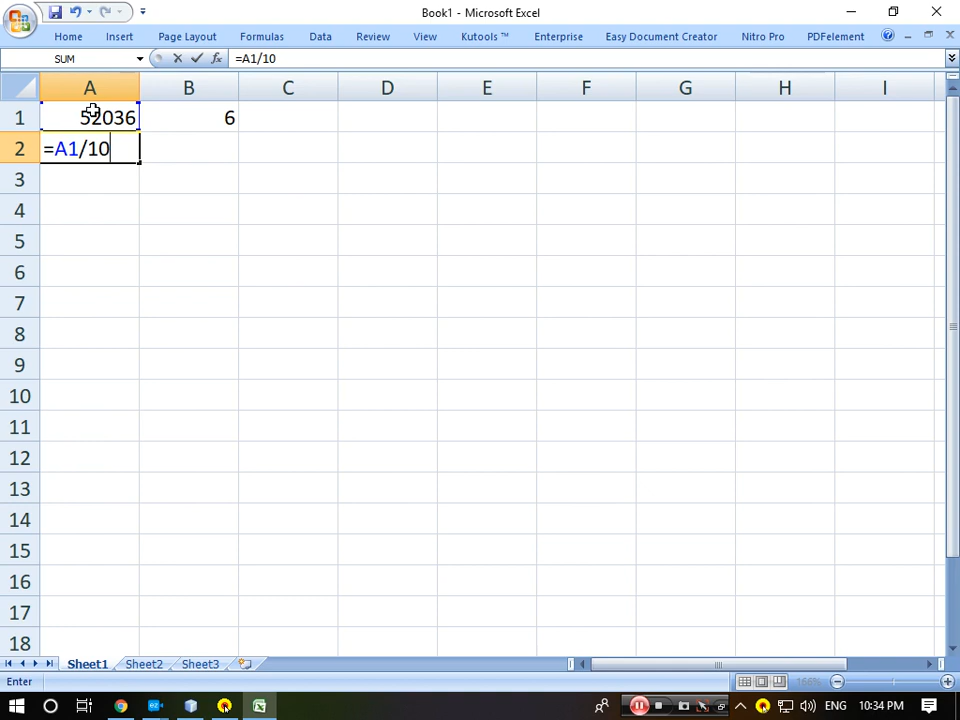 Book1 - Microsoft Excel
Home Insert Page Layout Formulas Data Review View Kutools ™ Enterprise Easy Document Creator Nitro Pro PDFelement
SUM =A1/10
A B C D E F G H I
1 52036 6
2 =A1/10
3
4
5
6
7
8
9
10
11
12
13
14
15
16
17
18
Sheet1 Sheet2 Sheet3
Enter 166%
ENG 10:34 PM